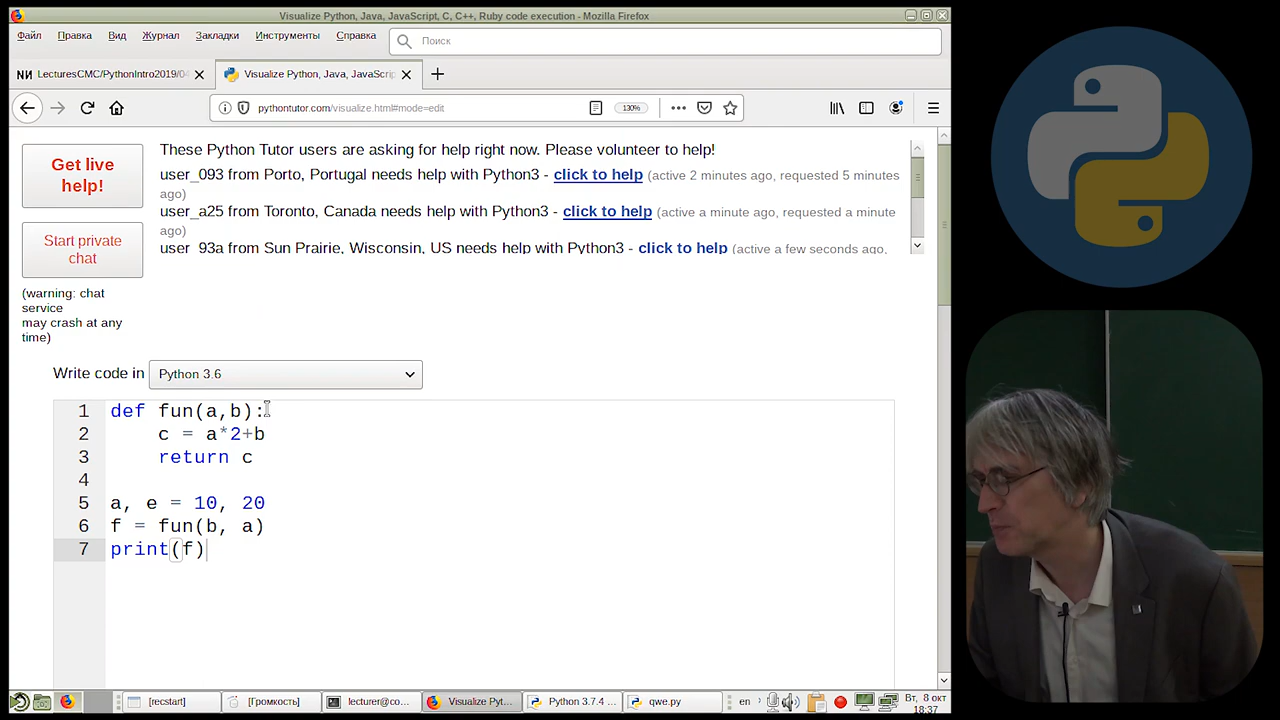 Visualize Python, Java, JavaScript, C, C++, Ruby code execution - Mozilla Firefox
Файл Правка Вид Журнал Закладки Инструменты Справка Поиск
LecturesCMC/PythonIntro2019/04 Visualize Python, Java, JavaScrip
pythontutor.com/visualize.html#mode=edit 130%
Get live
help!
These Python Tutor users are asking for help right now. Please volunteer to help!
user_093 from Porto, Portugal needs help with Python3 - click to help (active 2 minutes ago, requested 5 minutes
ago)
user_a25 from Toronto, Canada needs help with Python3 - click to help (active a minute ago, requested a minute
ago)
user_93a from Sun Prairie, Wisconsin, US needs help with Python3 - click to help (active a few seconds ago,
Start private
chat
(warning: chat
service
may crash at any
time)
Write code in Python 3.6
1 def fun(a,b):
2 c = a*2+b
3 return c
4
5 a, e = 10, 20
6 f = fun(b, a)
7 print(f)
[recstart] [Громкость] lecturer@co... Visualize Pyt... Python 3.7.4 ... qwe.py en Вт, 8 окт
18:37